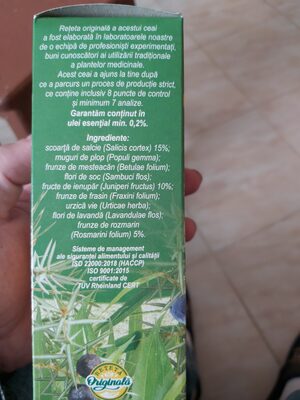 Rețeta originală a acestui ceai
a fost elaborată în laboratoarele noastre
de o echipă de profesioniști experimentați,
buni cunoscători ai utilizării tradiționale
a plantelor medicinale.
Acest ceai a ajuns la tine după
ce a parcurs un proces de producție strict,
ce conține inclusiv 8 puncte de control
și minimum 7 analize.
Garantăm conținut în
ulei esențial min. 0,2%.
Ingrediente:
scoarță de salcie (Salicis cortex) 15%;
muguri de plop (Populi gemma);
frunze de mesteacăn (Betulae folium);
flori de soc (Sambuci flos);
fructe de ienupăr (Juniperi fructus) 10%;
frunze de frasin (Fraxini folium);
urzică vie (Urticae herba);
flori de lavandă (Lavandulae flos);
frunze de rozmarin
(Rosmarini folium) 5%.
Sisteme de management
ale siguranței alimentului și calității
ISO 22000:2018 (HACCP)
ISO 9001:2015
certificate de
TÜV Rheinland CERT
REȚETĂ
Originală